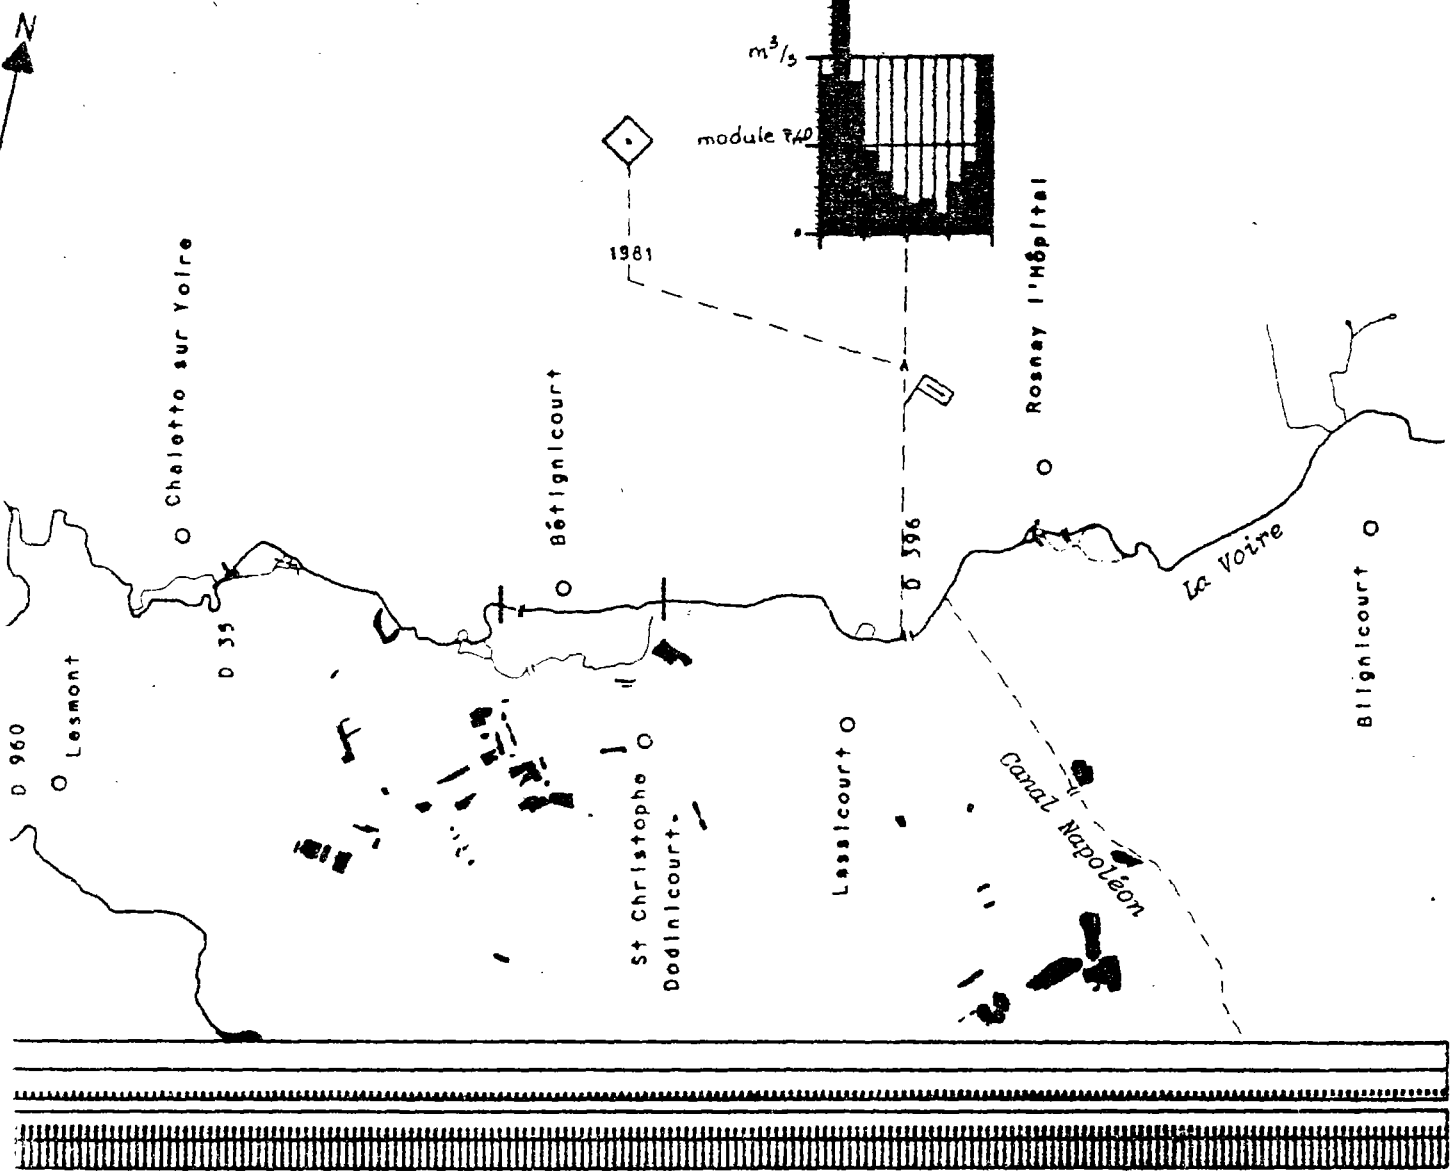 N
m³/s
module 7,40
1981
Chalette sur Voire
Bétignicourt
Rosnay l'Hôpital
D 396
La Voire
Blignicourt
D 35
Lesmont
D 960
St Christophe
Dodinicourt
Lassicourt
Canal Napoléon